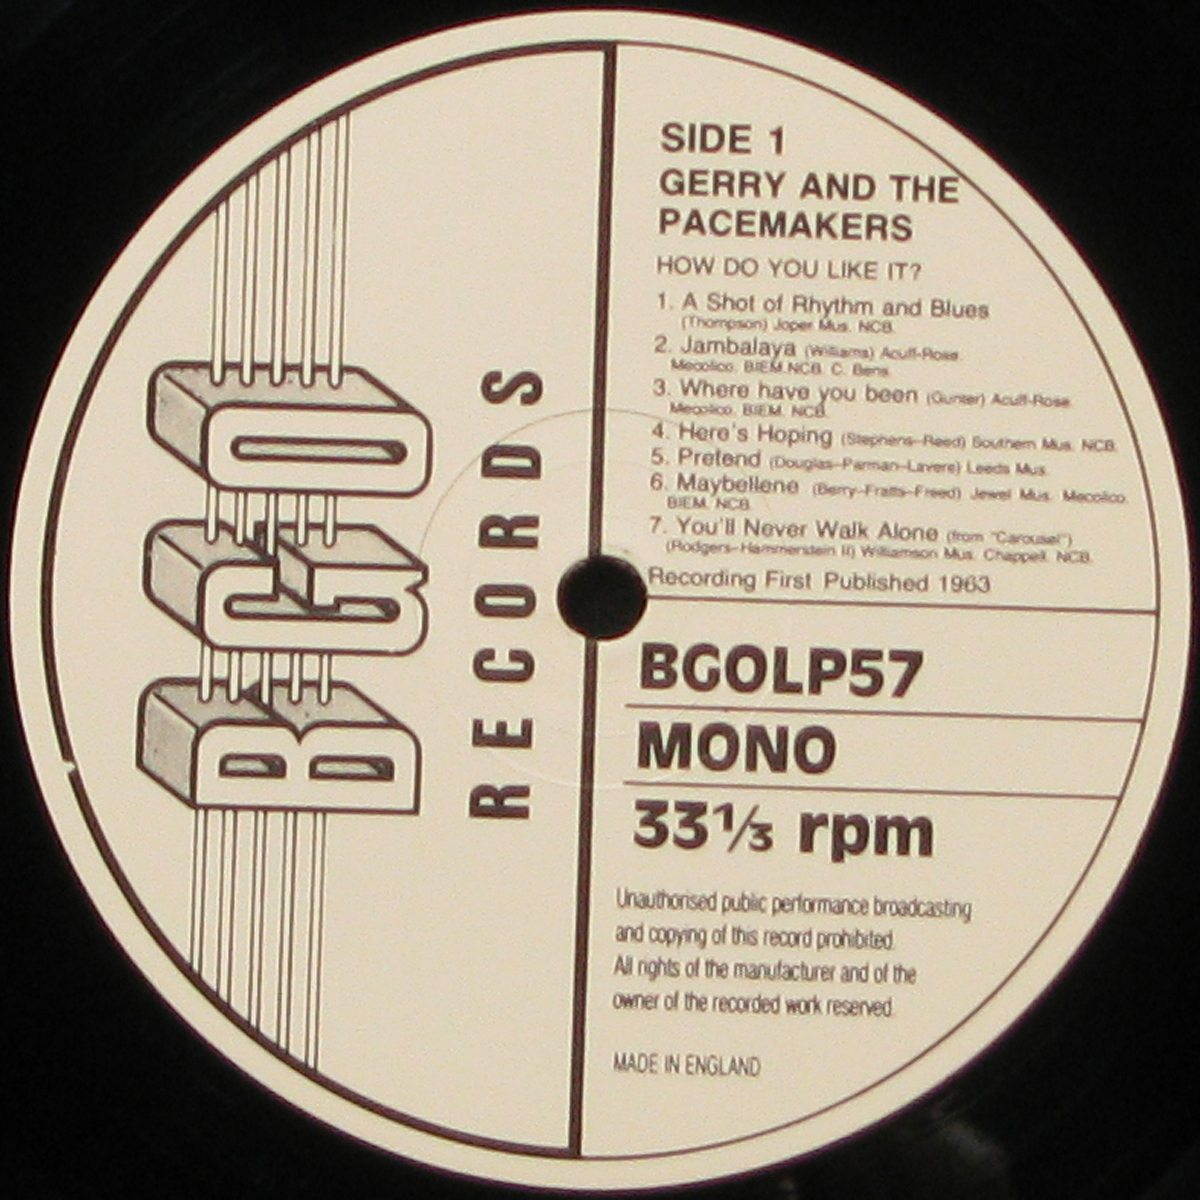 BGO
RECORDS
SIDE 1
GERRY AND THE
PACEMAKERS
HOW DO YOU LIKE IT?
1. A Shot of Rhythm and Blues
(Thompson) Joper Mus. NCB.
2. Jambalaya (Williams) Acuff-Rose
Mecolico. BIEM.NCB. C. Bens
3. Where have you been (Gunter) Acuff-Rose
Mecolico. BIEM. NCB.
4. Here's Hoping (Stephens-Reed) Southern Mus. NCB.
5. Pretend (Douglas-Parman-Lavere) Leeds Mus.
6. Maybellene (Berry-Fratts-Freed) Jewel Mus. Mecolico.
BIEM. NCB.
7. You'll Never Walk Alone (from "Carousel")
(Rodgers-Hammerstein II) Williamson Mus. Chappell. NCB.
Recording First Published 1963
BGOLP57
MONO
33⅓ rpm
Unauthorised public performance broadcasting
and copying of this record prohibited.
All rights of the manufacturer and of the
owner of the recorded work reserved.
MADE IN ENGLAND